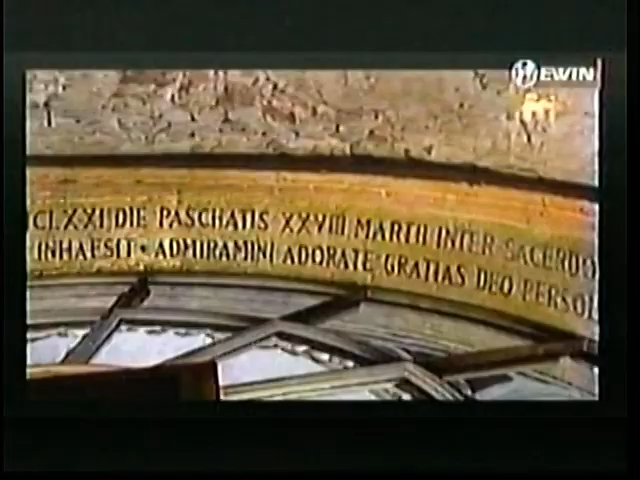 EWIN
CLXXI DIE PASCHATIS XXVIII MARTII INTER SACERDO
INHAESIT · ADMIRAMINI ADORATE GRATIAS DEO PERSOL